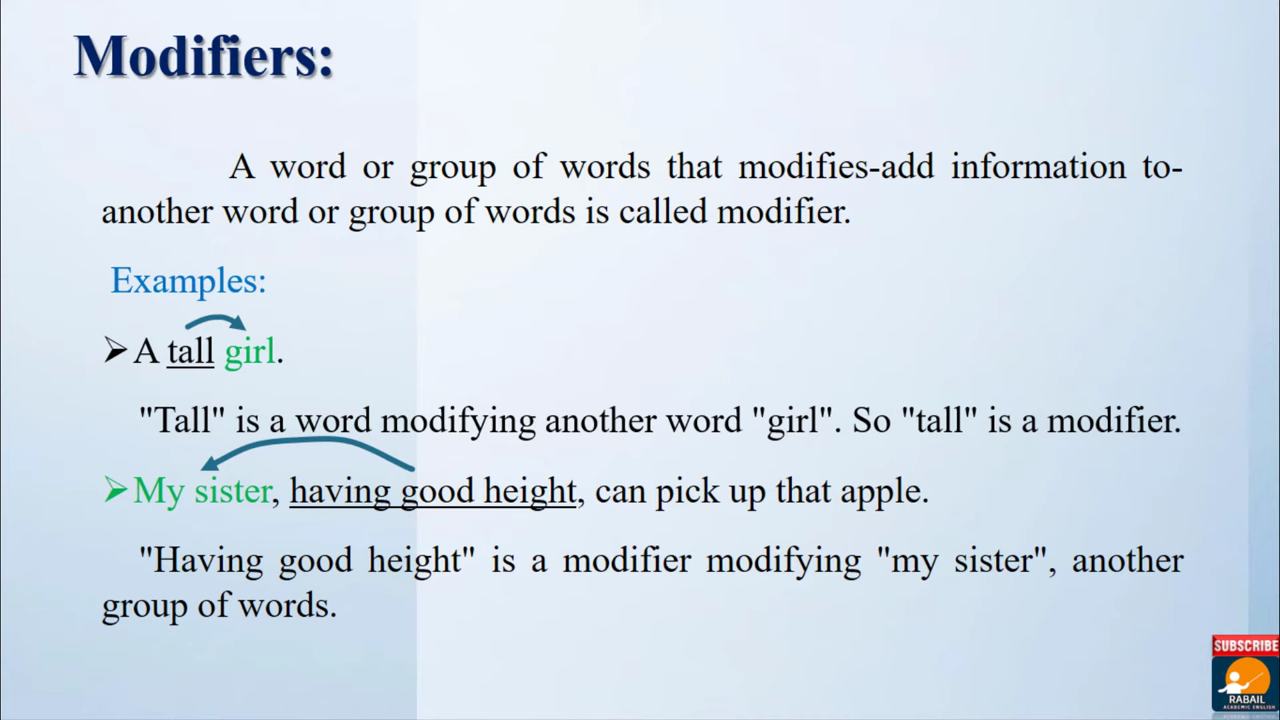 Modifiers:
A word or group of words that modifies-add information to-
another word or group of words is called modifier.
Examples:
➢A tall girl.
"Tall" is a word modifying another word "girl". So "tall" is a modifier.
➢My sister, having good height, can pick up that apple.
"Having good height" is a modifier modifying "my sister", another
group of words.
SUBSCRIBE
RABAIL
ACADEMIC ENGLISH